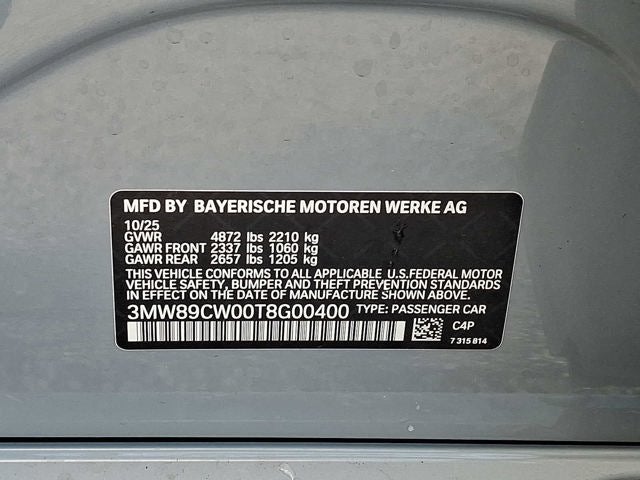 MFD BY BAYERISCHE MOTOREN WERKE AG
10/25
GVWR 4872 lbs 2210 kg
GAWR FRONT 2337 lbs 1060 kg
GAWR REAR 2657 lbs 1205 kg
THIS VEHICLE CONFORMS TO ALL APPLICABLE U.S.FEDERAL MOTOR
VEHICLE SAFETY, BUMPER AND THEFT PREVENTION STANDARDS
IN EFFECT ON THE DATE OF MANUFACTURE SHOWN ABOVE.
3MW89CW00T8G00400 TYPE: PASSENGER CAR
C4P
7 315 814